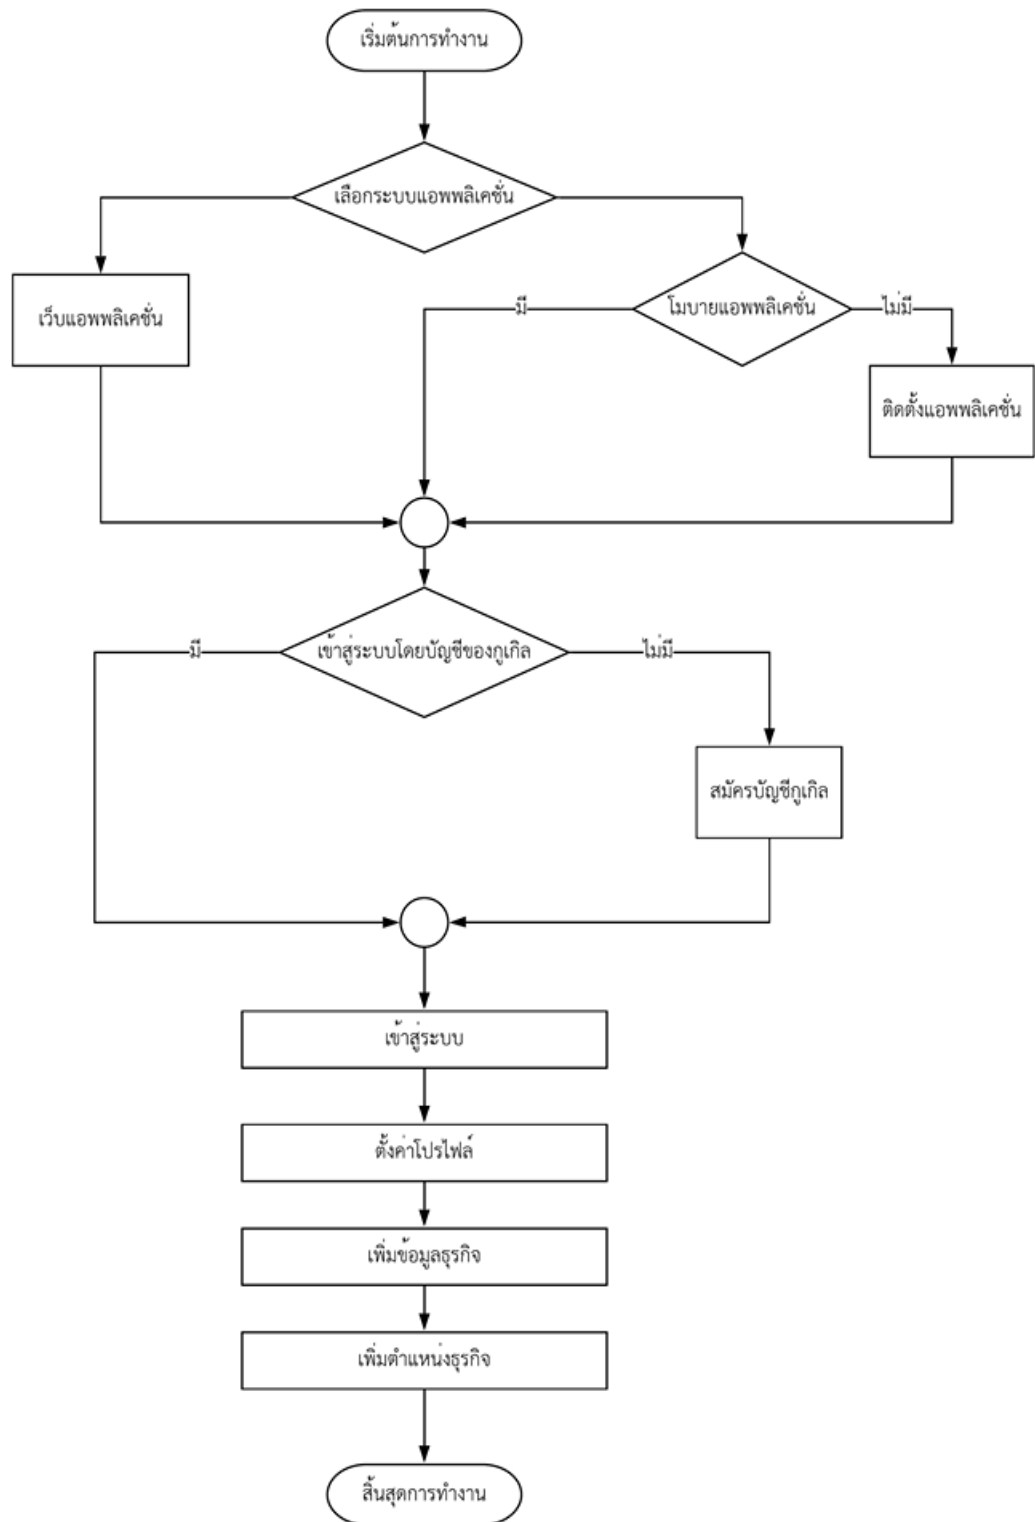 เริ่มต้นการทำงาน
เลือกระบบแอพพลิเคชั่น
เว็บแอพพลิเคชั่น
มี
โมบายแอพพลิเคชั่น
ไม่มี
ติดตั้งแอพพลิเคชั่น
มี
เข้าสู่ระบบโดยบัญชีของกูเกิล
ไม่มี
สมัครบัญชีกูเกิล
เข้าสู่ระบบ
ตั้งค่าโปรไฟล์
เพิ่มข้อมูลธุรกิจ
เพิ่มตำแหน่งธุรกิจ
สิ้นสุดการทำงาน